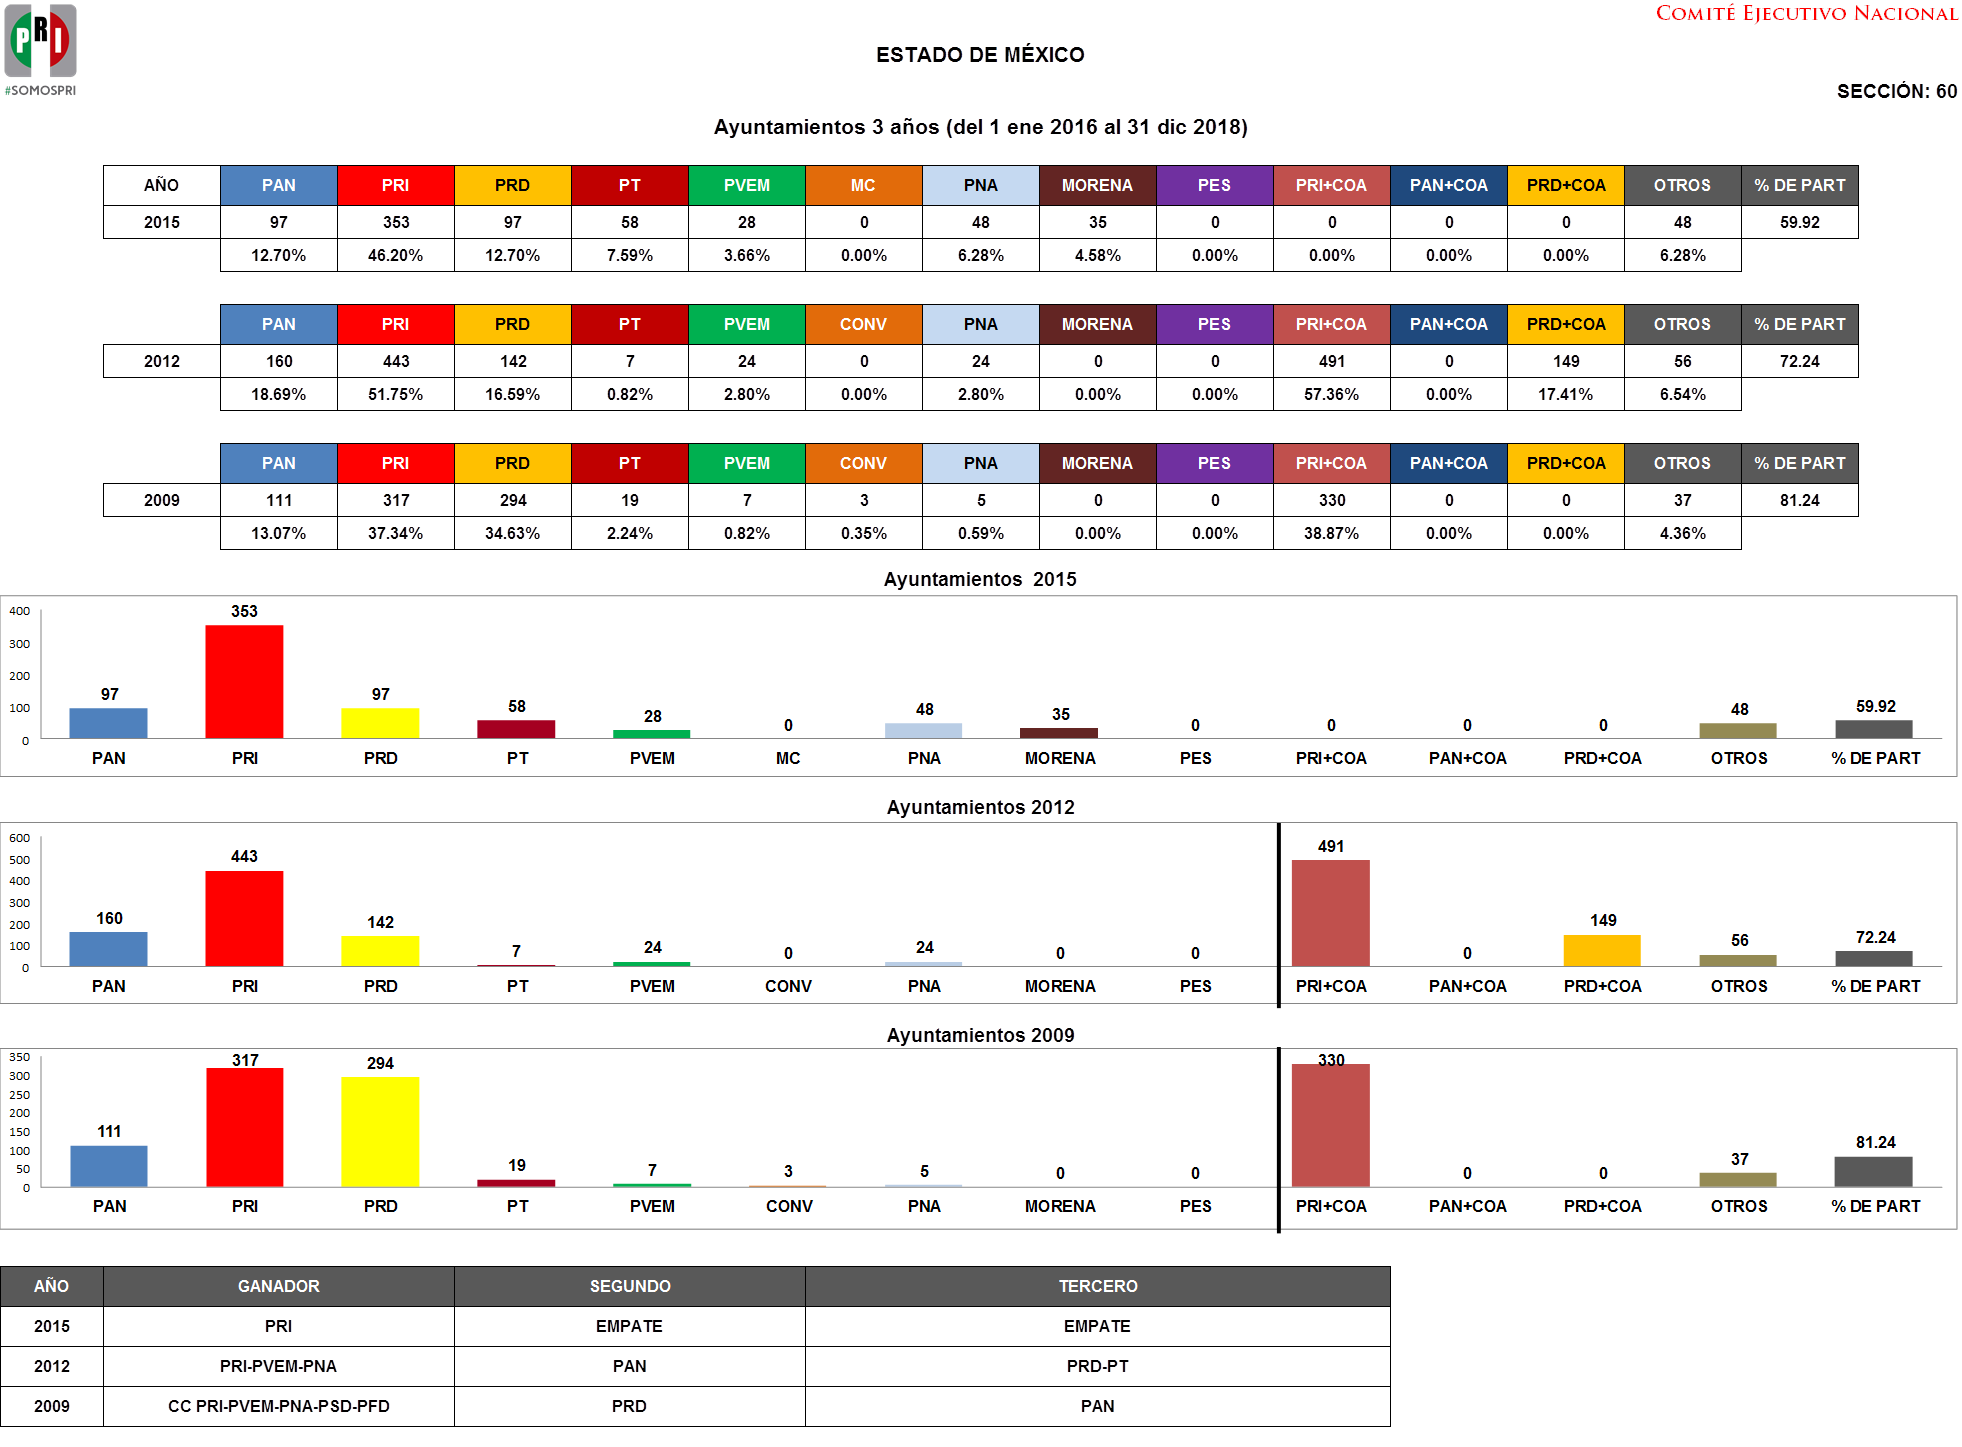 COMITÉ EJECUTIVO NACIONAL
PRI
#SOMOSPRI
ESTADO DE MÉXICO
SECCIÓN: 60
Ayuntamientos 3 años (del 1 ene 2016 al 31 dic 2018)
AÑO PAN PRI PRD PT PVEM MC PNA MORENA PES PRI+COA PAN+COA PRD+COA OTROS % DE PART
2015 97 353 97 58 28 0 48 35 0 0 0 0 48 59.92
12.70% 46.20% 12.70% 7.59% 3.66% 0.00% 6.28% 4.58% 0.00% 0.00% 0.00% 0.00% 6.28%
PAN PRI PRD PT PVEM CONV PNA MORENA PES PRI+COA PAN+COA PRD+COA OTROS % DE PART
2012 160 443 142 7 24 0 24 0 0 491 0 149 56 72.24
18.69% 51.75% 16.59% 0.82% 2.80% 0.00% 2.80% 0.00% 0.00% 57.36% 0.00% 17.41% 6.54%
PAN PRI PRD PT PVEM CONV PNA MORENA PES PRI+COA PAN+COA PRD+COA OTROS % DE PART
2009 111 317 294 19 7 3 5 0 0 330 0 0 37 81.24
13.07% 37.34% 34.63% 2.24% 0.82% 0.35% 0.59% 0.00% 0.00% 38.87% 0.00% 0.00% 4.36%
Ayuntamientos 2015
400
300
200
100
0
97 353 97 58 28 0 48 35 0 0 0 0 48 59.92
PAN PRI PRD PT PVEM MC PNA MORENA PES PRI+COA PAN+COA PRD+COA OTROS % DE PART
Ayuntamientos 2012
600
500
400
300
200
100
0
160 443 142 7 24 0 24 0 0 491 0 149 56 72.24
PAN PRI PRD PT PVEM CONV PNA MORENA PES PRI+COA PAN+COA PRD+COA OTROS % DE PART
Ayuntamientos 2009
350
300
250
200
150
100
50
0
111 317 294 19 7 3 5 0 0 330 0 0 37 81.24
PAN PRI PRD PT PVEM CONV PNA MORENA PES PRI+COA PAN+COA PRD+COA OTROS % DE PART
AÑO GANADOR SEGUNDO TERCERO
2015 PRI EMPATE EMPATE
2012 PRI-PVEM-PNA PAN PRD-PT
2009 CC PRI-PVEM-PNA-PSD-PFD PRD PAN